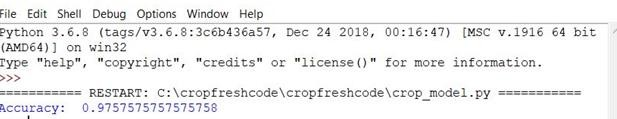 File Edit Shell Debug Options Window Help
Python 3.6.8 (tags/v3.6.8:3c6b436a57, Dec 24 2018, 00:16:47) [MSC v.1916 64 bit
(AMD64)] on win32
Type "help", "copyright", "credits" or "license()" for more information.
>>>
=========== RESTART: C:\cropfreshcode\cropfreshcode\crop_model.py ===========
Accuracy:  0.9757575757575758